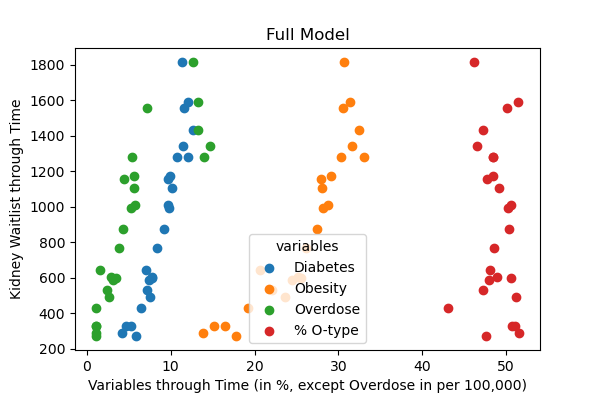 Full Model
Kidney Waitlist through Time
1800
1600
1400
1200
1000
800
600
400
200
variables
Diabetes
Obesity
Overdose
% O-type
0 10 20 30 40 50
Variables through Time (in %, except Overdose in per 100,000)